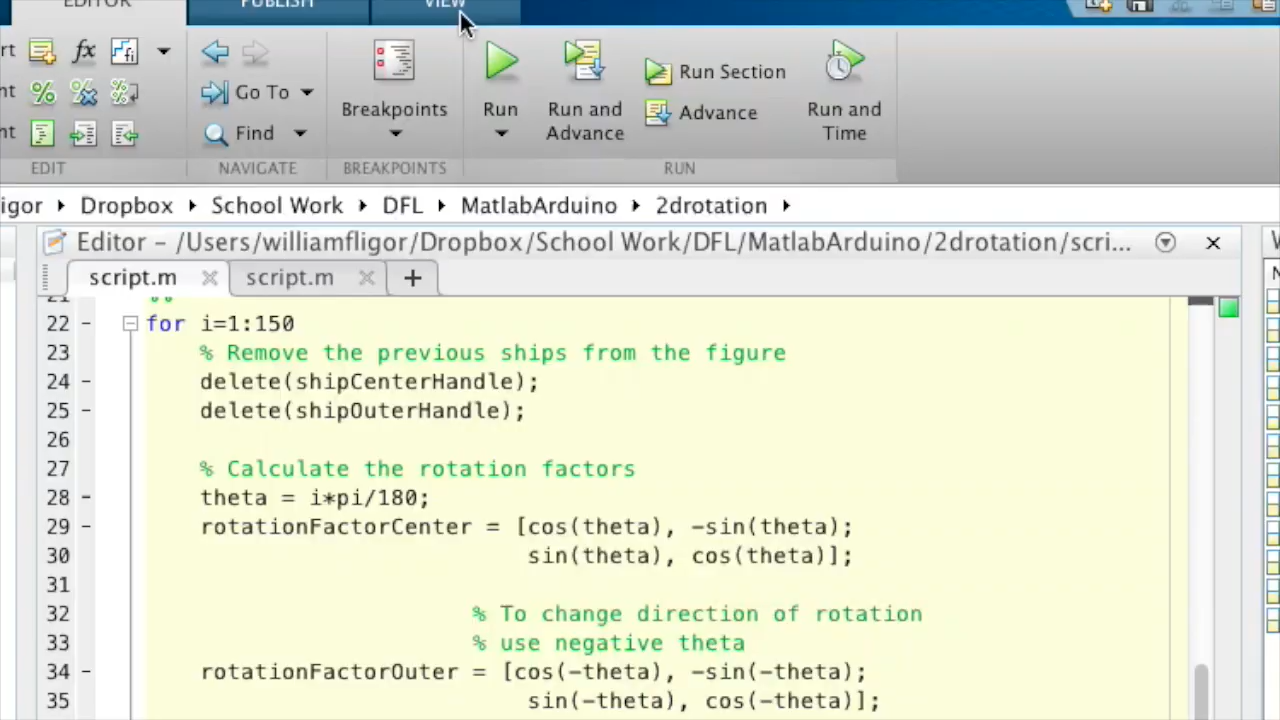 EDITOR PUBLISH VIEW
rt fx
nt Go To
nt Find
Breakpoints Run Run and Advance Run Section Advance Run and Time
EDIT NAVIGATE BREAKPOINTS RUN
igor Dropbox School Work DFL MatlabArduino 2drotation
Editor - /Users/williamfligor/Dropbox/School Work/DFL/MatlabArduino/2drotation/scri...
script.m script.m +
21 %%
22 - for i=1:150
23 % Remove the previous ships from the figure
24 - delete(shipCenterHandle);
25 - delete(shipOuterHandle);
26
27 % Calculate the rotation factors
28 - theta = i*pi/180;
29 - rotationFactorCenter = [cos(theta), -sin(theta);
30 sin(theta), cos(theta)];
31
32 % To change direction of rotation
33 % use negative theta
34 - rotationFactorOuter = [cos(-theta), -sin(-theta);
35 sin(-theta), cos(-theta)];